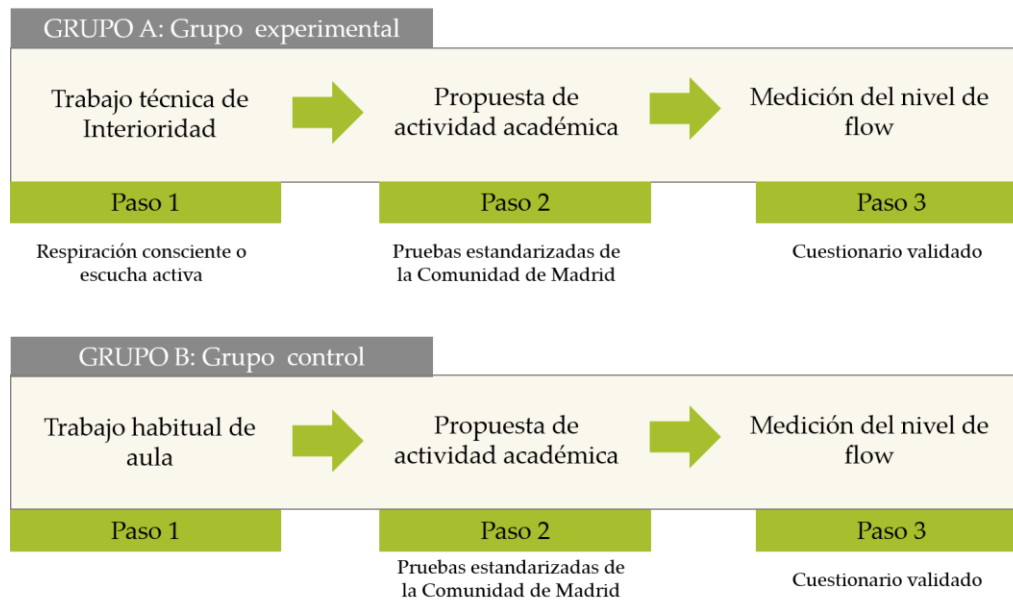 GRUPO A: Grupo experimental
Trabajo técnica de
Interioridad
Propuesta de
actividad académica
Medición del nivel de
flow
Paso 1
Paso 2
Paso 3
Respiración consciente o
escucha activa
Pruebas estandarizadas de
la Comunidad de Madrid
Cuestionario validado
GRUPO B: Grupo control
Trabajo habitual de
aula
Propuesta de
actividad académica
Medición del nivel de
flow
Paso 1
Paso 2
Paso 3
Pruebas estandarizadas de
la Comunidad de Madrid
Cuestionario validado